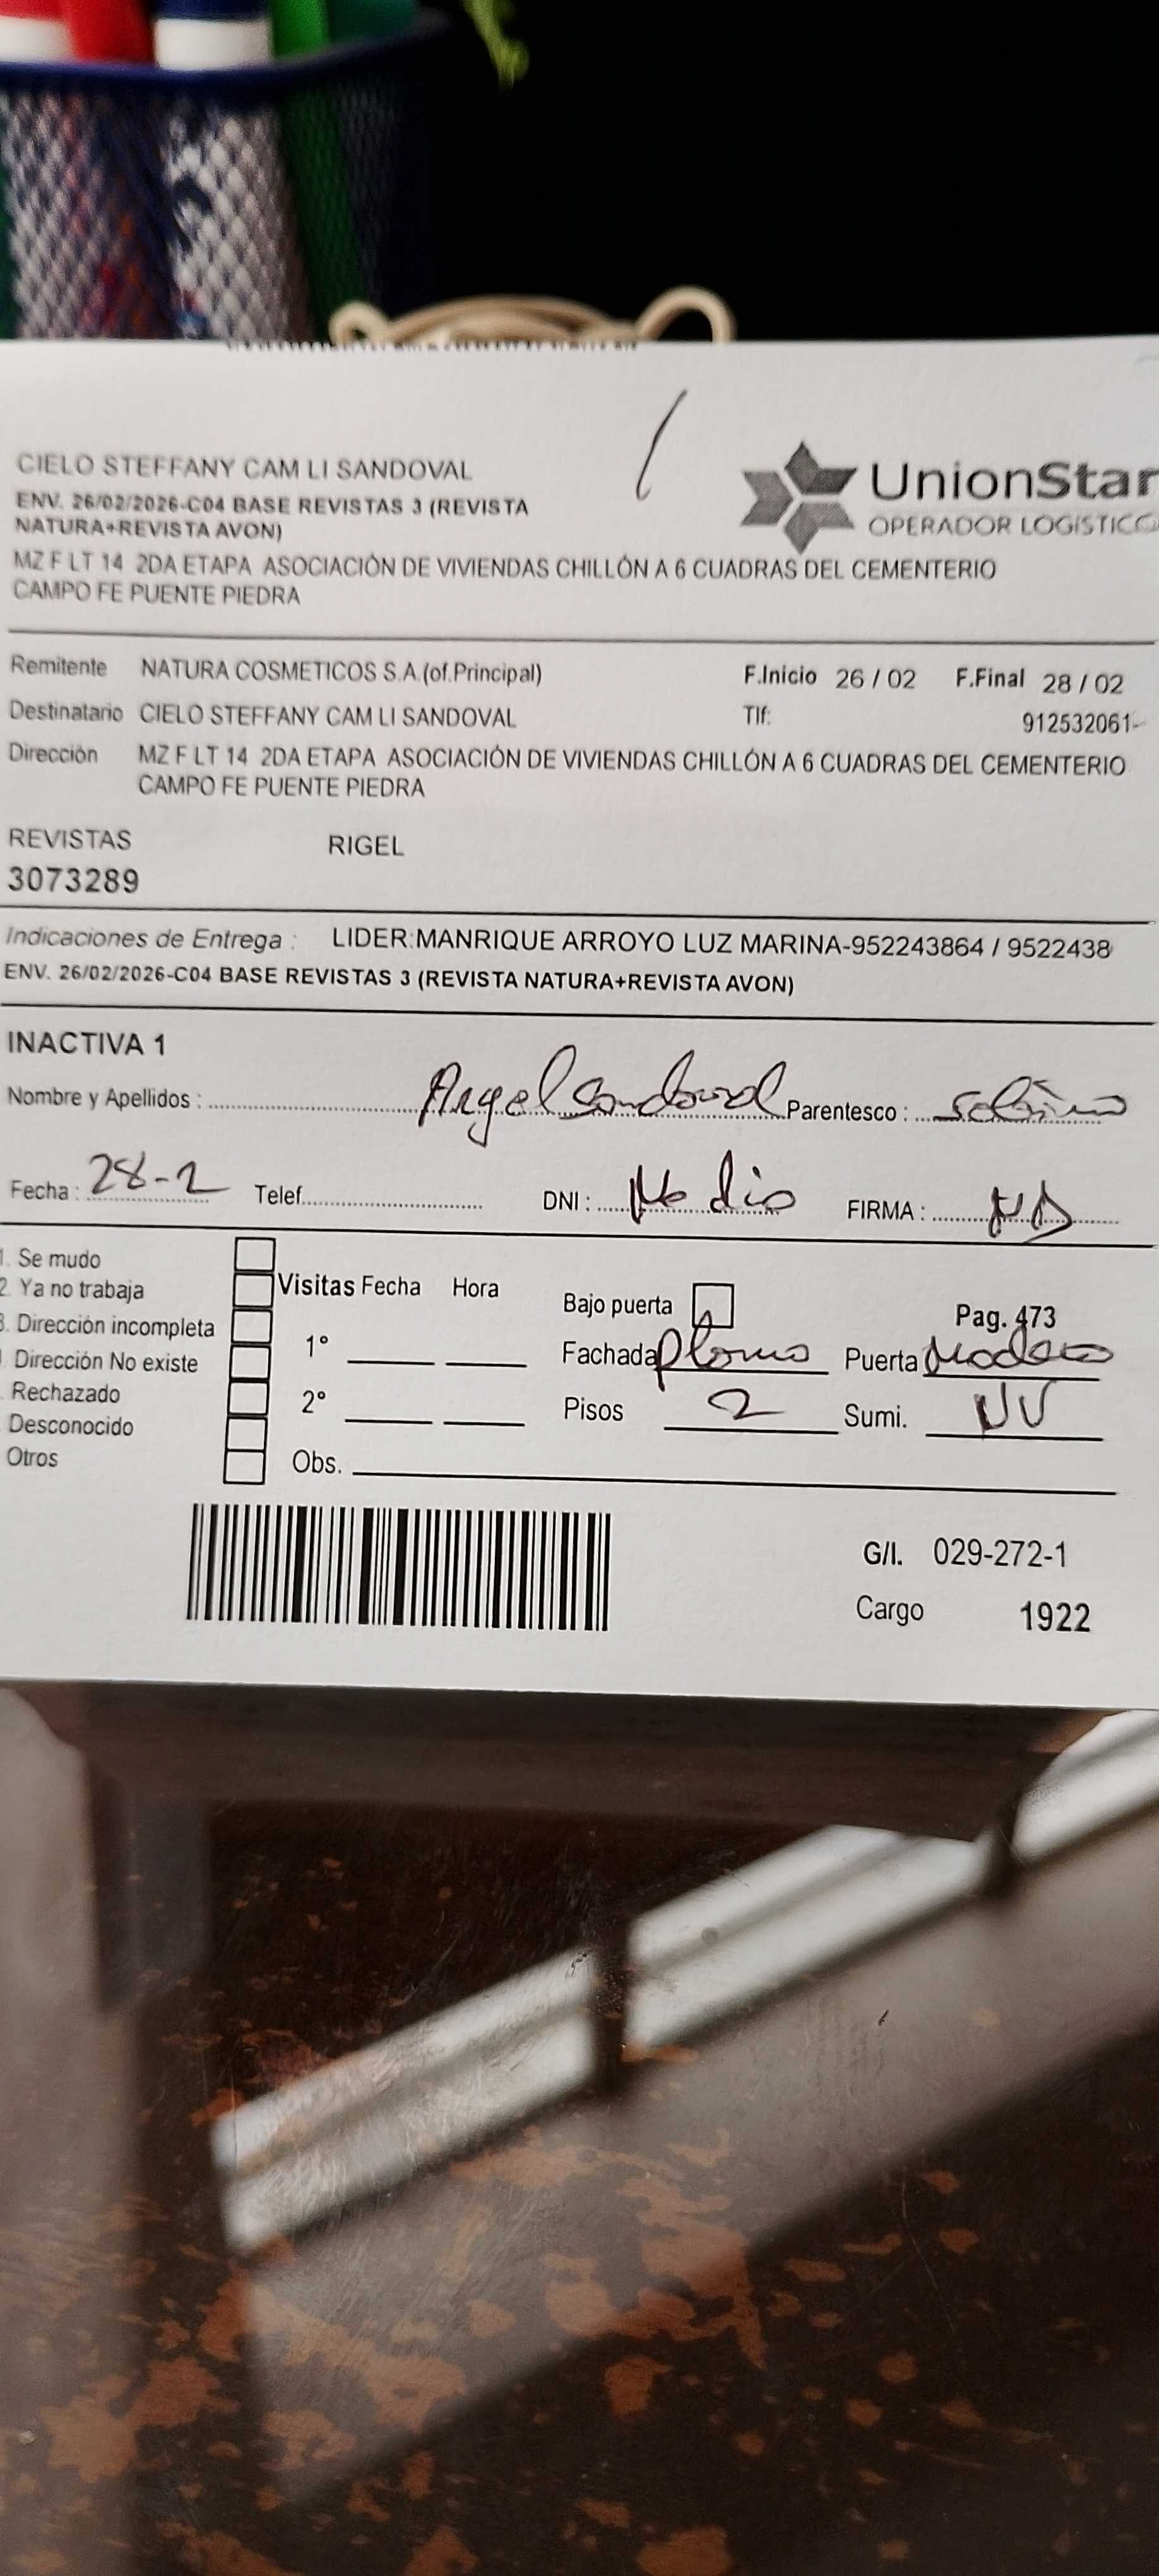 CIELO STEFFANY CAM LI SANDOVAL
ENV. 26/02/2026-C04 BASE REVISTAS 3 (REVISTA
NATURA+REVISTA AVON)
UnionStar
OPERADOR LOGÍSTICO
MZ F LT 14 2DA ETAPA ASOCIACIÓN DE VIVIENDAS CHILLÓN A 6 CUADRAS DEL CEMENTERIO
CAMPO FE PUENTE PIEDRA
Remitente NATURA COSMETICOS S.A.(of.Principal) F.Inicio 26 / 02 F.Final 28 / 02
Destinatario CIELO STEFFANY CAM LI SANDOVAL Tlf: 912532061-
Dirección MZ F LT 14 2DA ETAPA ASOCIACIÓN DE VIVIENDAS CHILLÓN A 6 CUADRAS DEL CEMENTERIO
CAMPO FE PUENTE PIEDRA
REVISTAS RIGEL
3073289
Indicaciones de Entrega : LIDER:MANRIQUE ARROYO LUZ MARINA-952243864 / 9522438
ENV. 26/02/2026-C04 BASE REVISTAS 3 (REVISTA NATURA+REVISTA AVON)
INACTIVA 1
Nombre y Apellidos : Angel Sandoval Parentesco : sobrino
Fecha : 28-2 Telef. DNI : No dio FIRMA : ND
1. Se mudo
2. Ya no trabaja
3. Dirección incompleta
Dirección No existe
Rechazado
Desconocido
Otros
Visitas Fecha Hora
1°
2°
Obs.
Bajo puerta Pag. 473
Fachada plomo Puerta Madera
Pisos 2 Sumi. NV
G/I. 029-272-1
Cargo 1922